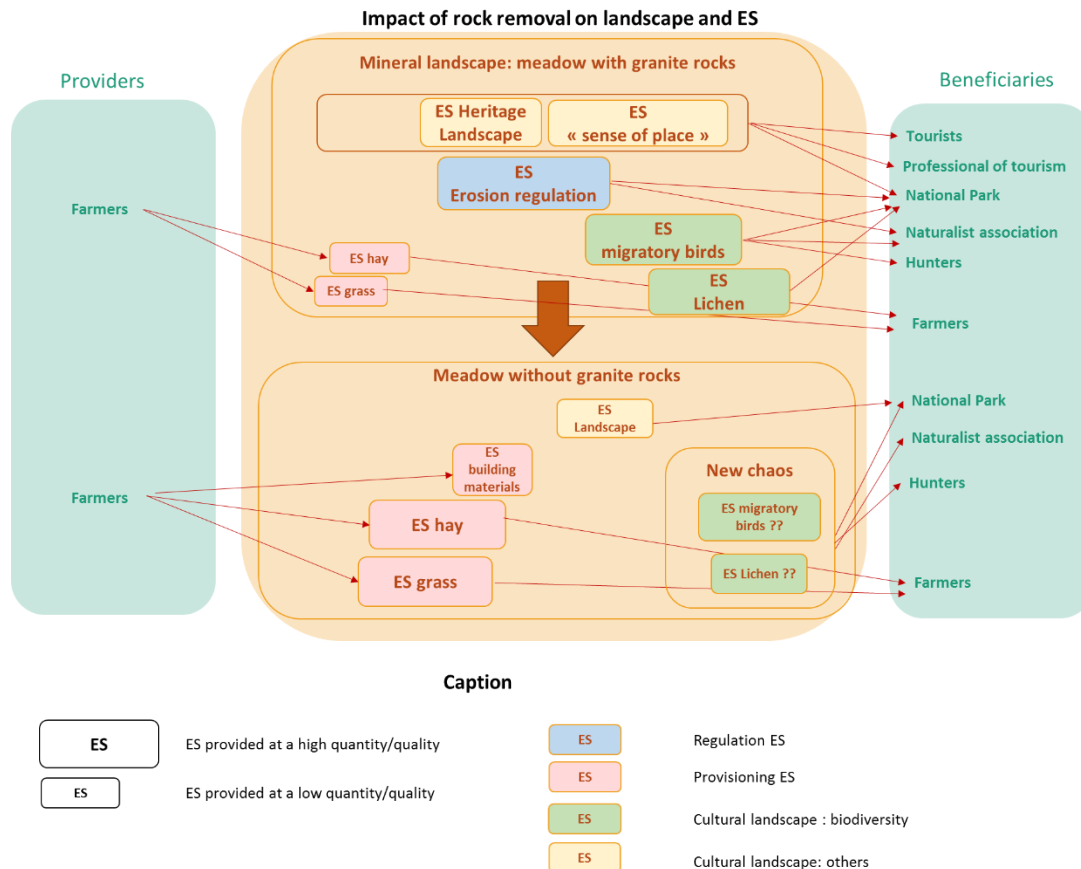 Impact of rock removal on landscape and ES
Providers
Beneficiaries
Mineral landscape: meadow with granite rocks
ES Heritage
Landscape
ES
« sense of place »
ES
Erosion regulation
ES
migratory birds
ES
Lichen
ES hay
ES grass
Farmers
Tourists
Professional of tourism
National Park
Naturalist association
Hunters
Farmers
Meadow without granite rocks
ES
Landscape
ES
building
materials
ES hay
ES grass
New chaos
ES migratory
birds ??
ES Lichen ??
Farmers
National Park
Naturalist association
Hunters
Farmers
Caption
ES
ES provided at a high quantity/quality
ES
ES provided at a low quantity/quality
ES
Regulation ES
ES
Provisioning ES
ES
Cultural landscape : biodiversity
ES
Cultural landscape: others